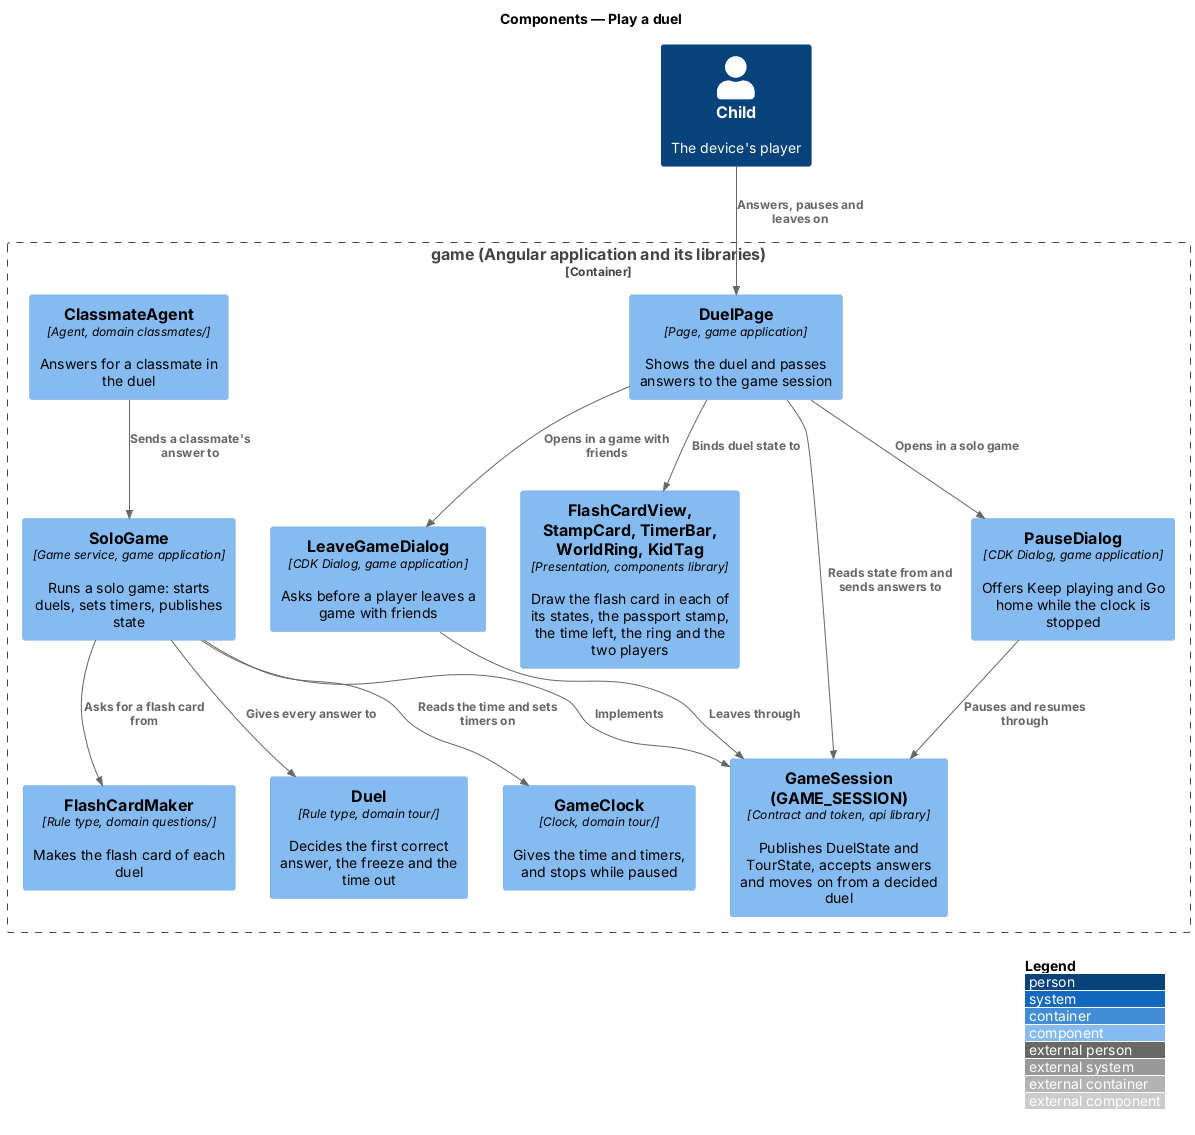 Components — Play a duel
Child
The device's player
Answers, pauses and
leaves on
game (Angular application and its libraries)
[Container]
ClassmateAgent
[Agent, domain classmates/]
Answers for a classmate in
the duel
DuelPage
[Page, game application]
Shows the duel and passes
answers to the game session
Sends a classmate's
answer to
Opens in a game with
friends
Binds duel state to
Opens in a solo game
SoloGame
[Game service, game application]
Runs a solo game: starts
duels, sets timers, publishes
state
LeaveGameDialog
[CDK Dialog, game application]
Asks before a player leaves a
game with friends
FlashCardView,
StampCard, TimerBar,
WorldRing, KidTag
[Presentation, components library]
Draw the flash card in each of
its states, the passport stamp,
the time left, the ring and the
two players
Reads state from and
sends answers to
PauseDialog
[CDK Dialog, game application]
Offers Keep playing and Go
home while the clock is
stopped
Asks for a flash card
from
Gives every answer to
Reads the time and sets
timers on
Implements
Leaves through
Pauses and resumes
through
FlashCardMaker
[Rule type, domain questions/]
Makes the flash card of each
duel
Duel
[Rule type, domain tour/]
Decides the first correct
answer, the freeze and the
time out
GameClock
[Clock, domain tour/]
Gives the time and timers,
and stops while paused
GameSession
(GAME_SESSION)
[Contract and token, api library]
Publishes DuelState and
TourState, accepts answers
and moves on from a decided
duel
Legend
person
system
container
component
external person
external system
external container
external component